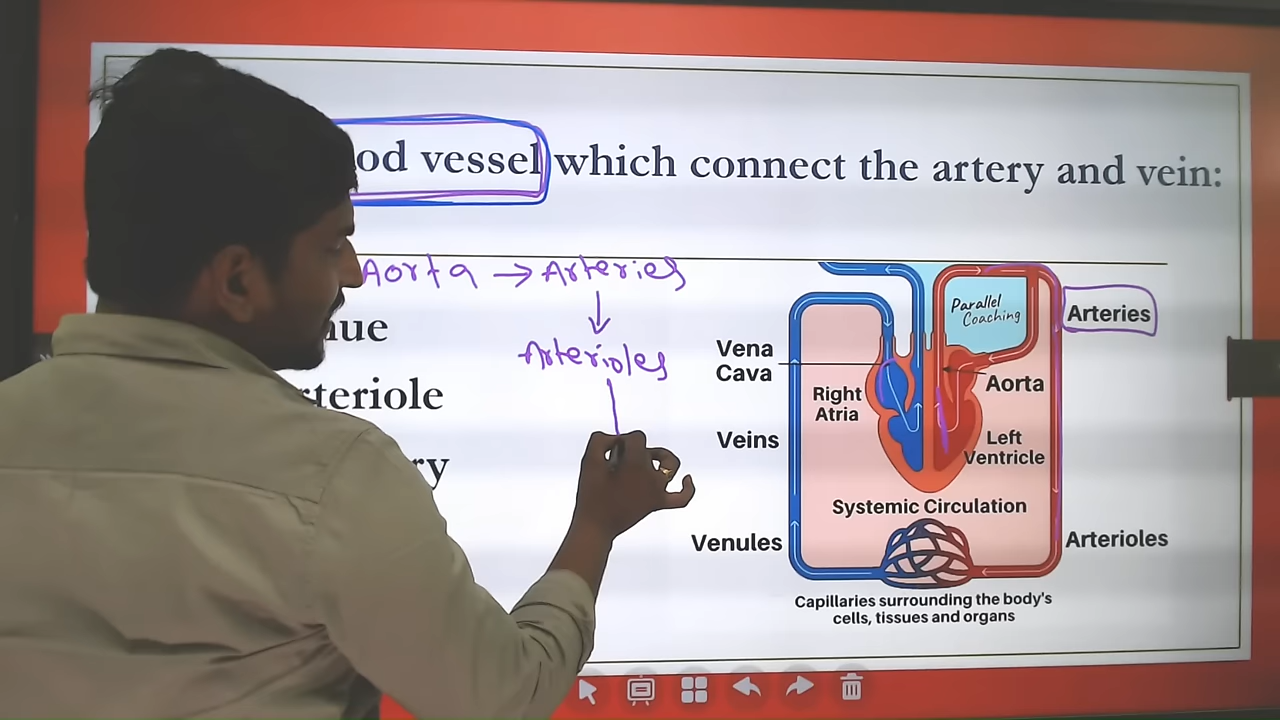 od vessel which connect the artery and vein:
Aorta → Arteries
↓
Arterioles
nue
teriole
ry
Parallel
Coaching
Arteries
Vena
Cava
Aorta
Right
Atria
Veins
Left
Ventricle
Systemic Circulation
Venules
Arterioles
Capillaries surrounding the body's
cells, tissues and organs